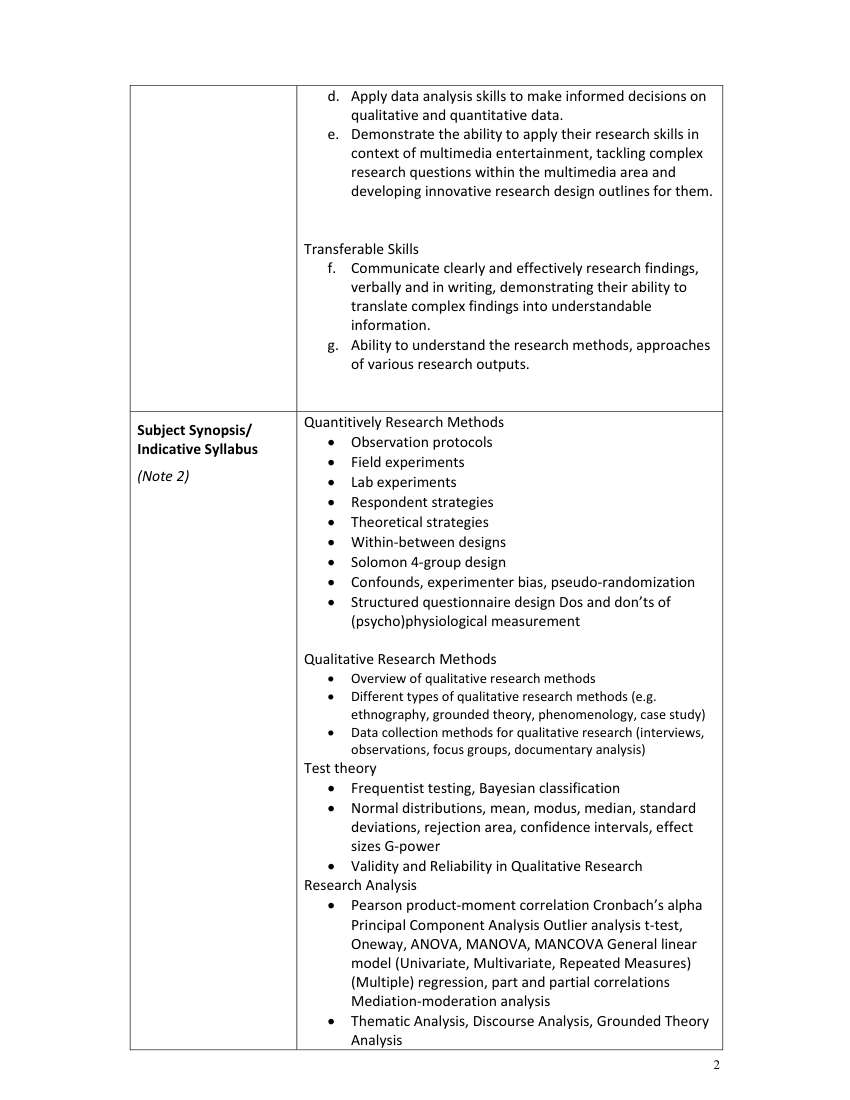 d. Apply data analysis skills to make informed decisions on
qualitative and quantitative data.
e. Demonstrate the ability to apply their research skills in
context of multimedia entertainment, tackling complex
research questions within the multimedia area and
developing innovative research design outlines for them.
Transferable Skills
f. Communicate clearly and effectively research findings,
verbally and in writing, demonstrating their ability to
translate complex findings into understandable
information.
g. Ability to understand the research methods, approaches
of various research outputs.
Subject Synopsis/
Indicative Syllabus
(Note 2)
Quantitively Research Methods
• Observation protocols
• Field experiments
• Lab experiments
• Respondent strategies
• Theoretical strategies
• Within-between designs
• Solomon 4-group design
• Confounds, experimenter bias, pseudo-randomization
• Structured questionnaire design Dos and don’ts of
(psycho)physiological measurement
Qualitative Research Methods
• Overview of qualitative research methods
• Different types of qualitative research methods (e.g.
ethnography, grounded theory, phenomenology, case study)
• Data collection methods for qualitative research (interviews,
observations, focus groups, documentary analysis)
Test theory
• Frequentist testing, Bayesian classification
• Normal distributions, mean, modus, median, standard
deviations, rejection area, confidence intervals, effect
sizes G-power
• Validity and Reliability in Qualitative Research
Research Analysis
• Pearson product-moment correlation Cronbach’s alpha
Principal Component Analysis Outlier analysis t-test,
Oneway, ANOVA, MANOVA, MANCOVA General linear
model (Univariate, Multivariate, Repeated Measures)
(Multiple) regression, part and partial correlations
Mediation-moderation analysis
• Thematic Analysis, Discourse Analysis, Grounded Theory
Analysis
2